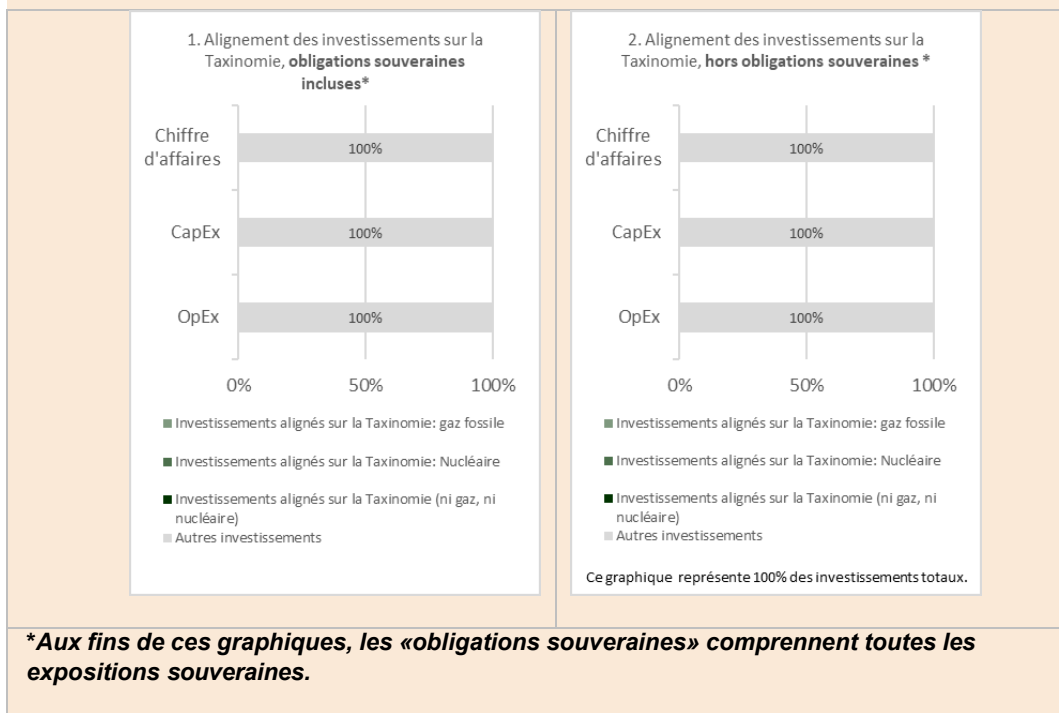 1. Alignement des investissements sur la
Taxinomie, obligations souveraines
incluses*
Chiffre
d'affaires
100%
CapEx
100%
OpEx
100%
0%
50%
100%
Investissements alignés sur la Taxinomie: gaz fossile
Investissements alignés sur la Taxinomie: Nucléaire
Investissements alignés sur la Taxinomie (ni gaz, ni
nucléaire)
Autres investissements
2. Alignement des investissements sur la
Taxinomie, hors obligations souveraines *
Chiffre
d'affaires
100%
CapEx
100%
OpEx
100%
0%
50%
100%
Investissements alignés sur la Taxinomie: gaz fossile
Investissements alignés sur la Taxinomie: Nucléaire
Investissements alignés sur la Taxinomie (ni gaz, ni
nucléaire)
Autres investissements
Ce graphique représente 100% des investissements totaux.
*Aux fins de ces graphiques, les «obligations souveraines» comprennent toutes les
expositions souveraines.